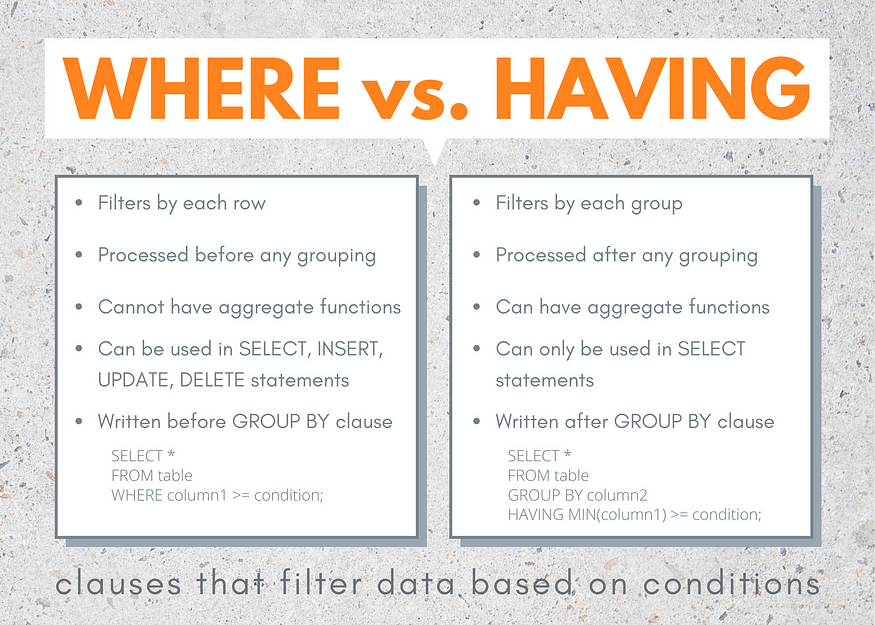 WHERE vs. HAVING
• Filters by each row
• Processed before any grouping
• Cannot have aggregate functions
• Can be used in SELECT, INSERT,
UPDATE, DELETE statements
• Written before GROUP BY clause
SELECT *
FROM table
WHERE column1 >= condition;
• Filters by each group
• Processed after any grouping
• Can have aggregate functions
• Can only be used in SELECT
statements
• Written after GROUP BY clause
SELECT *
FROM table
GROUP BY column2
HAVING MIN(column1) >= condition;
clauses that filter data based on conditions